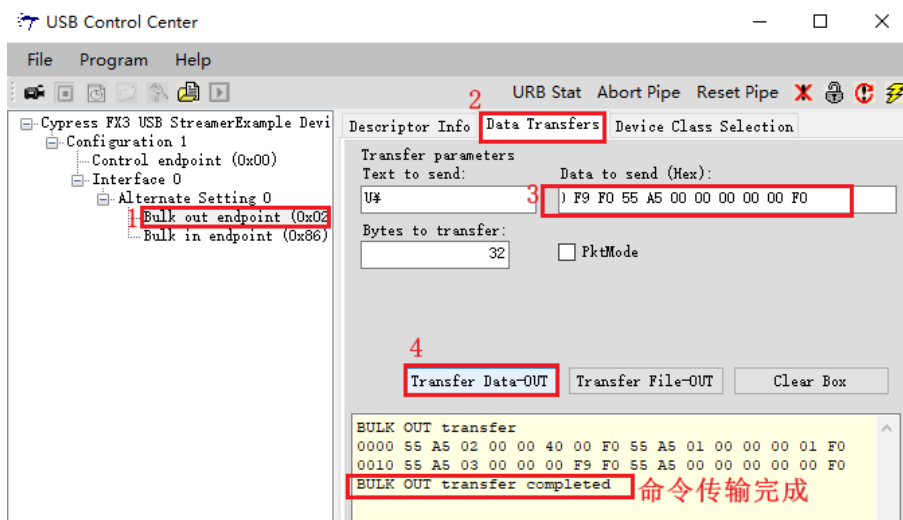 USB Control Center
File Program Help
2
URB Stat Abort Pipe Reset Pipe
Cypress FX3 USB StreamerExample Devi
Configuration 1
Control endpoint (0x00)
Interface 0
Alternate Setting 0
1 Bulk out endpoint (0x02
Bulk in endpoint (0x86)
Descriptor Info Data Transfers Device Class Selection
Transfer parameters
Text to send: Data to send (Hex):
U¥ 3 ) F9 F0 55 A5 00 00 00 00 00 F0
Bytes to transfer:
32 PktMode
4
Transfer Data-OUT Transfer File-OUT Clear Box
BULK OUT transfer
0000 55 A5 02 00 00 40 00 F0 55 A5 01 00 00 00 01 F0
0010 55 A5 03 00 00 00 F9 F0 55 A5 00 00 00 00 00 F0
BULK OUT transfer completed 命令传输完成